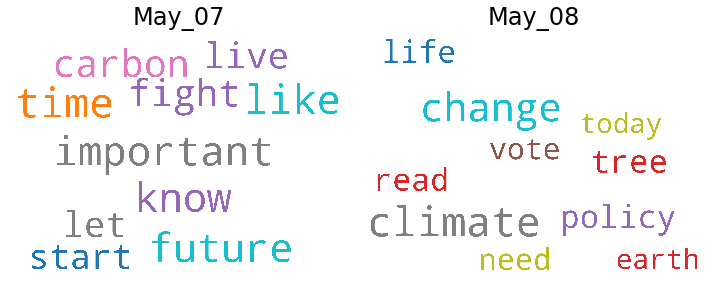 May_07
carbon live
time fight like
important
know
let
start future
May_08
life
change
today
vote
tree
read
climate policy
need earth